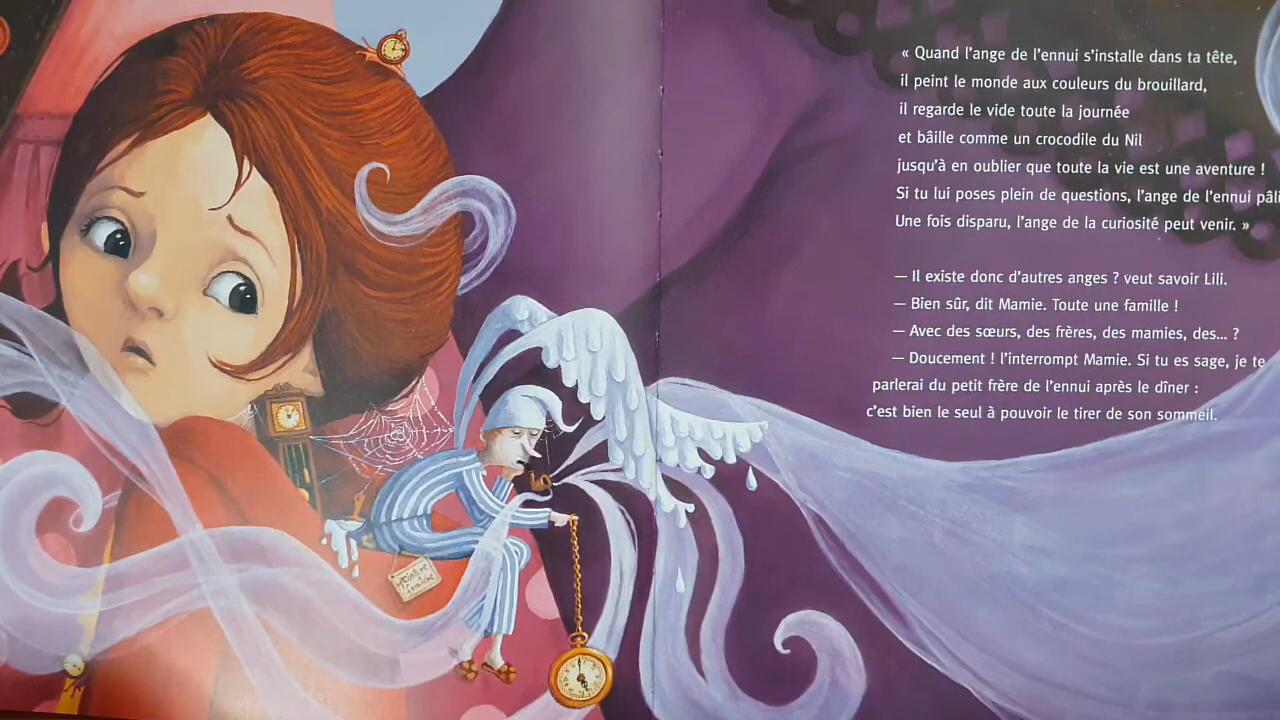 « Quand l'ange de l'ennui s'installe dans ta tête,
il peint le monde aux couleurs du brouillard,
il regarde le vide toute la journée
et bâille comme un crocodile du Nil
jusqu'à en oublier que toute la vie est une aventure !
Si tu lui poses plein de questions, l'ange de l'ennui pâli
Une fois disparu, l'ange de la curiosité peut venir. »
— Il existe donc d'autres anges ? veut savoir Lili.
— Bien sûr, dit Mamie. Toute une famille !
— Avec des sœurs, des frères, des mamies, des... ?
— Doucement ! l'interrompt Mamie. Si tu es sage, je te
parlerai du petit frère de l'ennui après le dîner :
c'est bien le seul à pouvoir le tirer de son sommeil.
peinture
fraîche